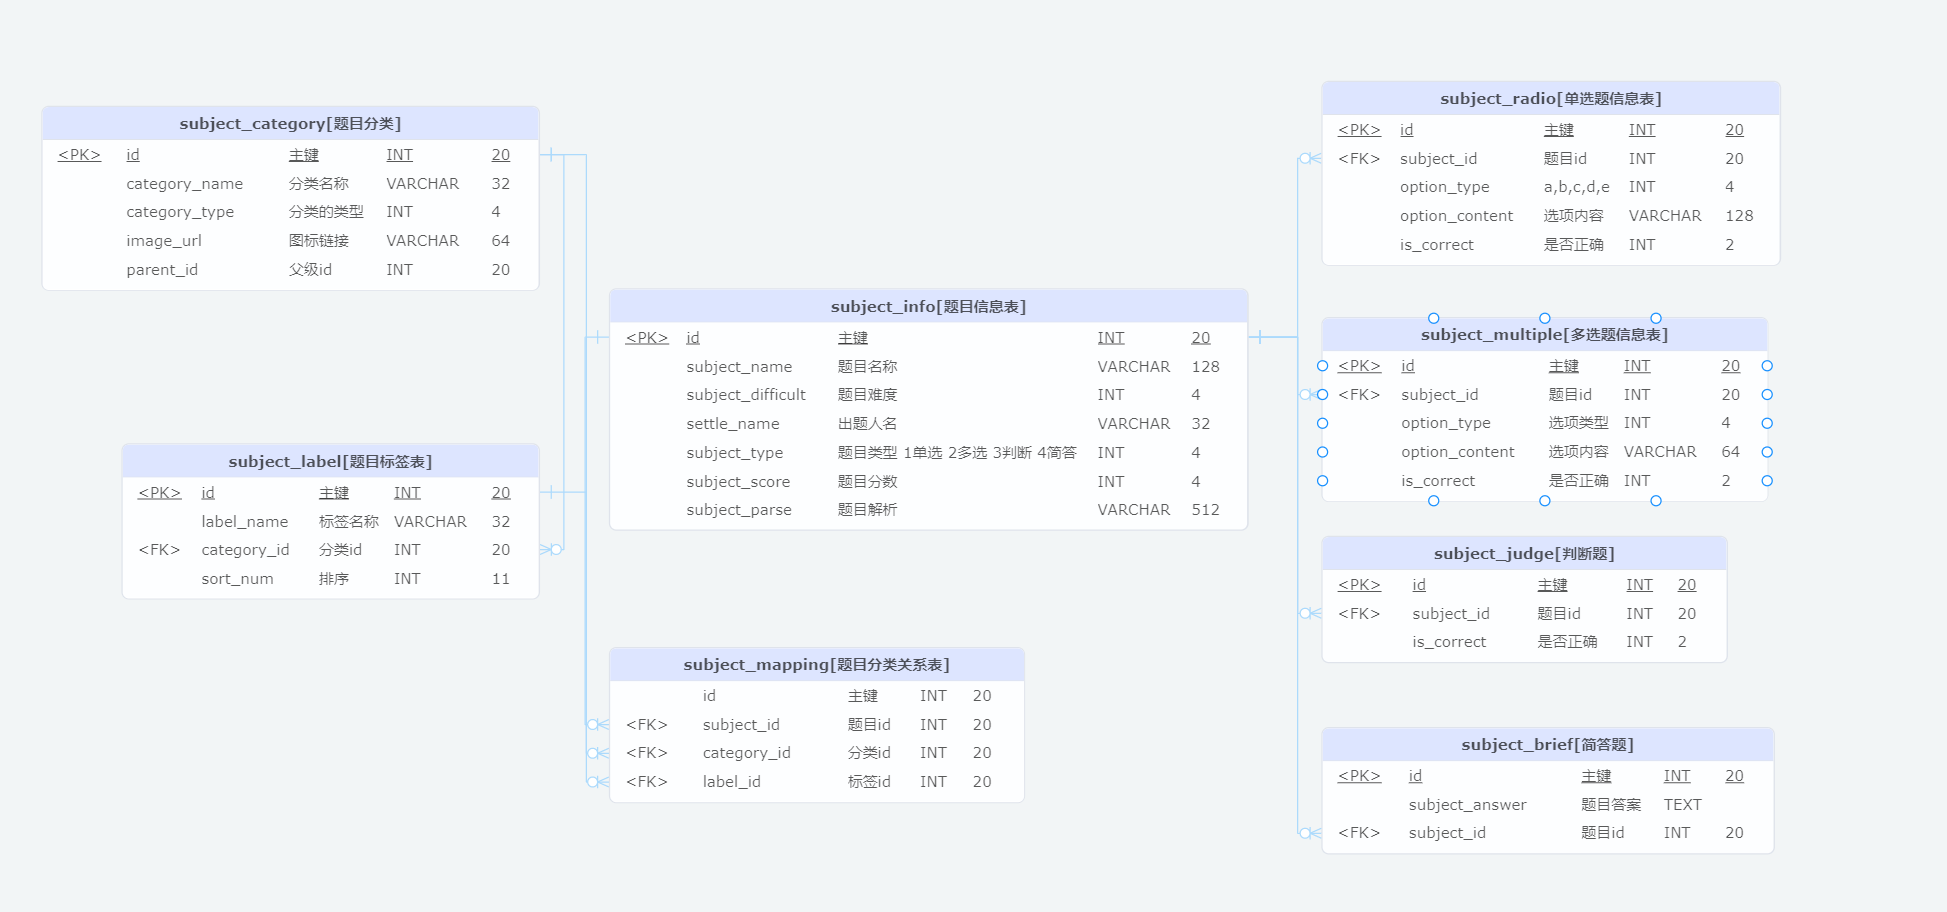 subject_category[题目分类]
<PK> id 主键 INT 20
category_name 分类名称 VARCHAR 32
category_type 分类的类型 INT 4
image_url 图标链接 VARCHAR 64
parent_id 父级id INT 20
subject_label[题目标签表]
<PK> id 主键 INT 20
label_name 标签名称 VARCHAR 32
<FK> category_id 分类id INT 20
sort_num 排序 INT 11
subject_info[题目信息表]
<PK> id 主键 INT 20
subject_name 题目名称 VARCHAR 128
subject_difficult 题目难度 INT 4
settle_name 出题人名 VARCHAR 32
subject_type 题目类型 1单选 2多选 3判断 4简答 INT 4
subject_score 题目分数 INT 4
subject_parse 题目解析 VARCHAR 512
subject_mapping[题目分类关系表]
id 主键 INT 20
<FK> subject_id 题目id INT 20
<FK> category_id 分类id INT 20
<FK> label_id 标签id INT 20
subject_radio[单选题信息表]
<PK> id 主键 INT 20
<FK> subject_id 题目id INT 20
option_type a,b,c,d,e INT 4
option_content 选项内容 VARCHAR 128
is_correct 是否正确 INT 2
subject_multiple[多选题信息表]
<PK> id 主键 INT 20
<FK> subject_id 题目id INT 20
option_type 选项类型 INT 4
option_content 选项内容 VARCHAR 64
is_correct 是否正确 INT 2
subject_judge[判断题]
<PK> id 主键 INT 20
<FK> subject_id 题目id INT 20
is_correct 是否正确 INT 2
subject_brief[简答题]
<PK> id 主键 INT 20
subject_answer 题目答案 TEXT
<FK> subject_id 题目id INT 20